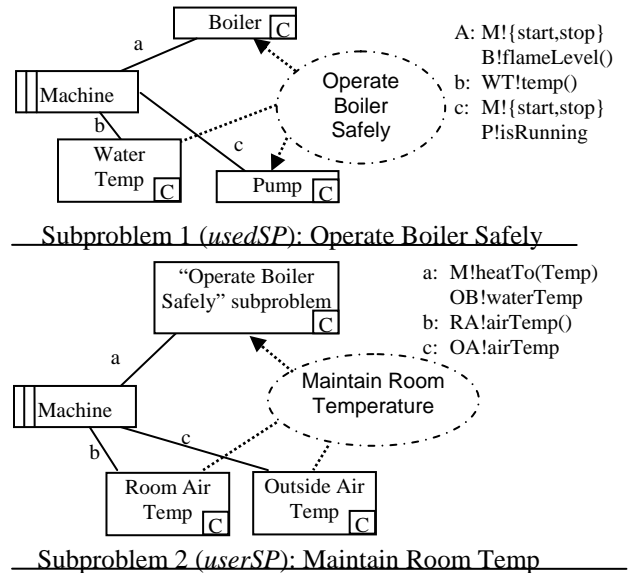 Boiler C
A: M!{start,stop}
B!flameLevel()
b: WT!temp()
c: M!{start,stop}
P!isRunning
a
Operate
Boiler
Safely
Machine
b
c
Water
Temp C
Pump C
Subproblem 1 (usedSP): Operate Boiler Safely
“Operate Boiler
Safely” subproblem
C
a: M!heatTo(Temp)
OB!waterTemp
b: RA!airTemp()
c: OA!airTemp
a
Maintain Room
Temperature
Machine
b
c
Room Air
Temp C
Outside Air
Temp C
Subproblem 2 (userSP): Maintain Room Temp